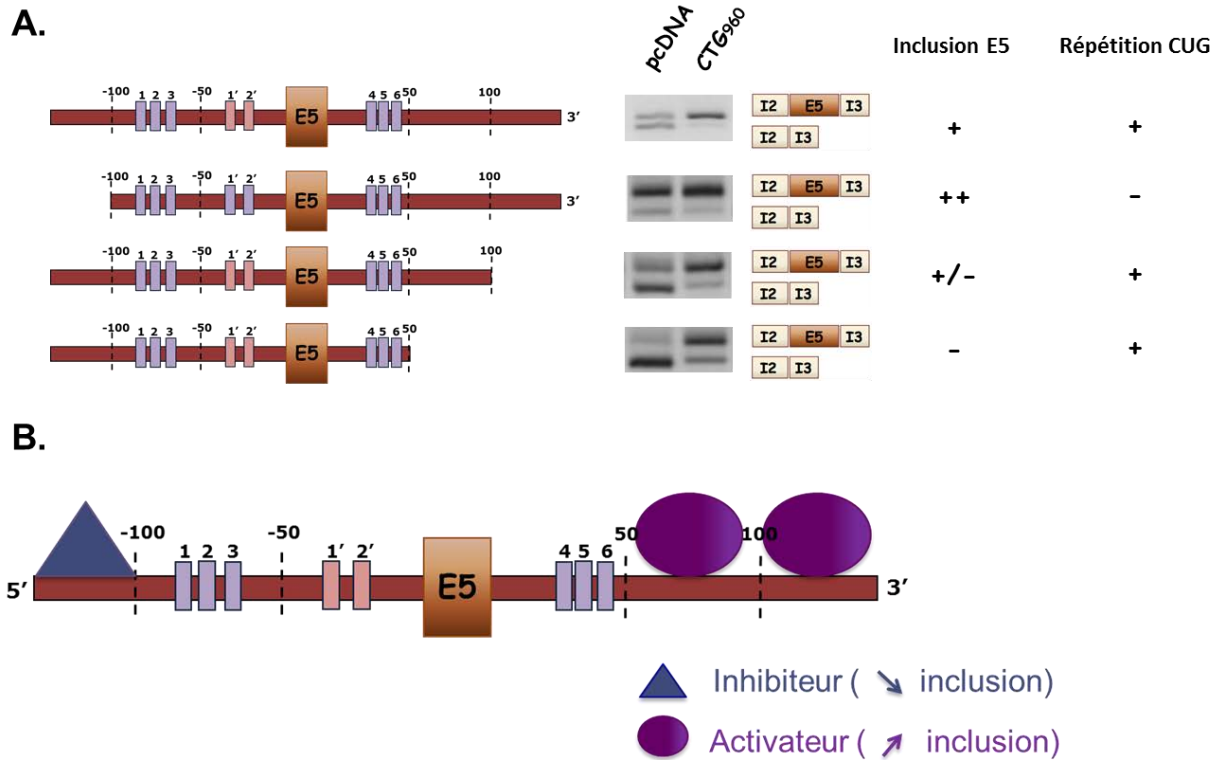 A.
pcDNA CTG960 Inclusion E5 Répétition CUG
-100 1 2 3 -50 1' 2' E5 4 5 6 50 100 3'
I2 E5 I3
I2 I3
+ +
-100 1 2 3 -50 1' 2' E5 4 5 6 50 100 3'
I2 E5 I3
I2 I3
++ -
-100 1 2 3 -50 1' 2' E5 4 5 6 50 100
I2 E5 I3
I2 I3
+/- +
-100 1 2 3 -50 1' 2' E5 4 5 6 50
I2 E5 I3
I2 I3
- +
B.
5' -100 1 2 3 -50 1' 2' E5 4 5 6 50 100 3'
Inhibiteur ( ↘ inclusion)
Activateur ( ↗ inclusion)